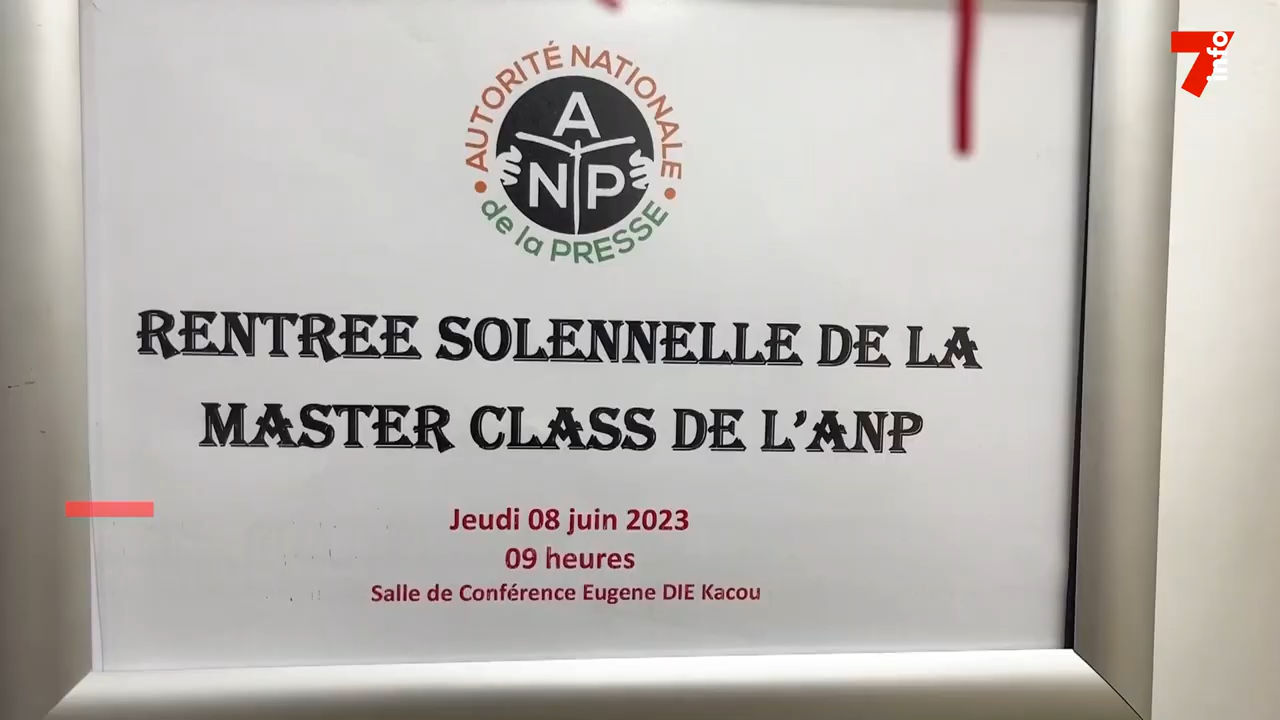 7info
AUTORITÉ NATIONALE
de la PRESSE
A
N P
RENTREE SOLENNELLE DE LA
MASTER CLASS DE L'ANP
Jeudi 08 juin 2023
09 heures
Salle de Conférence Eugene DIE Kacou